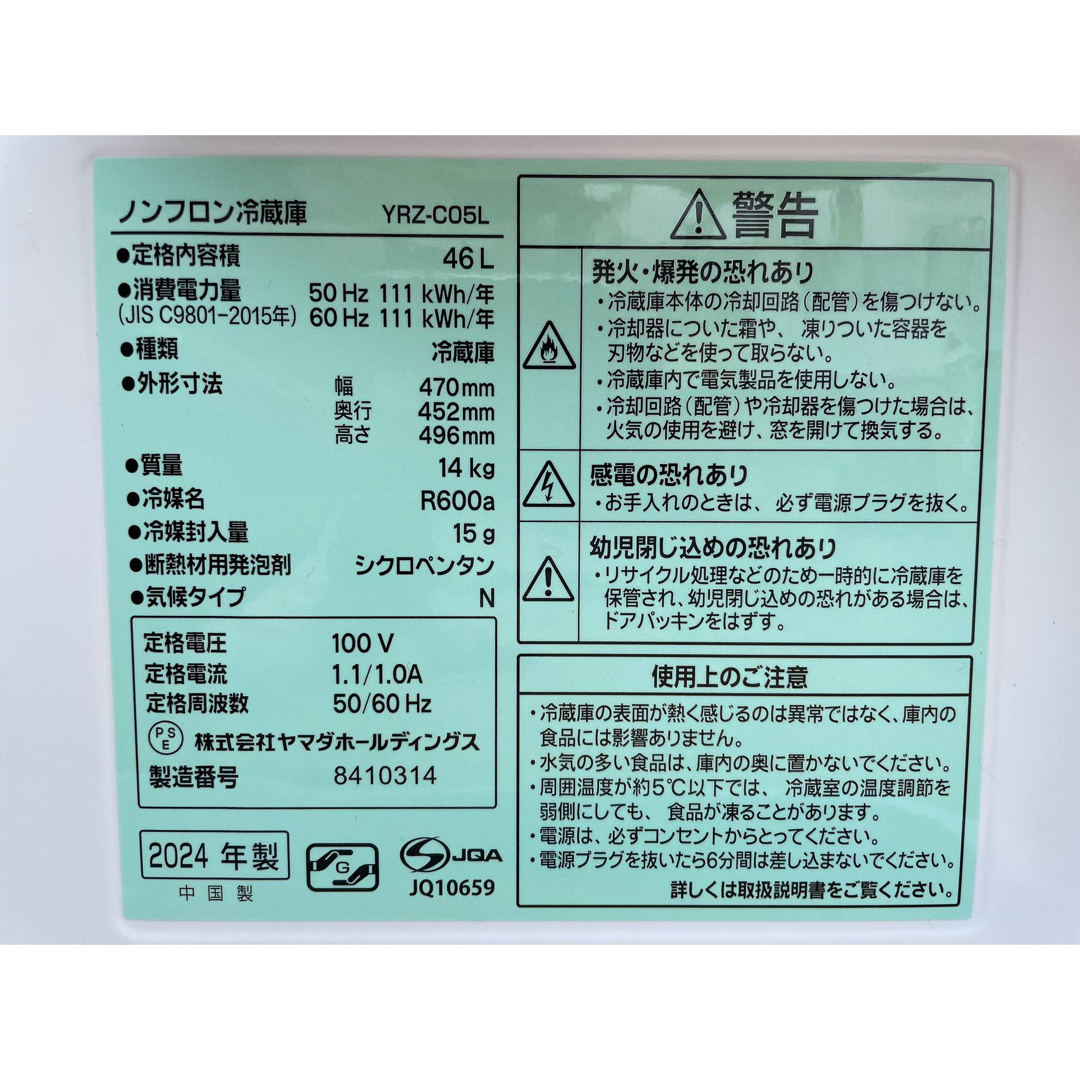 ノンフロン冷蔵庫 YRZ-C05L
●定格内容積 46 L
●消費電力量 50 Hz 111 kWh/年
(JIS C9801-2015年) 60 Hz 111 kWh/年
●種類 冷蔵庫
●外形寸法 幅 470mm
奥行 452mm
高さ 496mm
●質量 14 kg
●冷媒名 R600a
●冷媒封入量 15 g
●断熱材用発泡剤 シクロペンタン
●気候タイプ N
定格電圧 100 V
定格電流 1.1/1.0A
定格周波数 50/60 Hz
PSE 株式会社ヤマダホールディングス
製造番号 8410314
2024 年製
中国製
G
JQA
JQ10659
警告
発火・爆発の恐れあり
・冷蔵庫本体の冷却回路(配管)を傷つけない。
・冷却器についた霜や、凍りついた容器を
刃物などを使って取らない。
・冷蔵庫内で電気製品を使用しない。
・冷却回路(配管)や冷却器を傷つけた場合は、
火気の使用を避け、窓を開けて換気する。
感電の恐れあり
・お手入れのときは、必ず電源プラグを抜く。
幼児閉じ込めの恐れあり
・リサイクル処理などのため一時的に冷蔵庫を
保管され、幼児閉じ込めの恐れがある場合は、
ドアパッキンをはずす。
使用上のご注意
・冷蔵庫の表面が熱く感じるのは異常ではなく、庫内の
食品には影響ありません。
・水気の多い食品は、庫内の奥に置かないでください。
・周囲温度が約5℃以下では、冷蔵室の温度調節を
弱側にしても、食品が凍ることがあります。
・電源は、必ずコンセントからとってください。
・電源プラグを抜いたら6分間は差し込まないでください。
詳しくは取扱説明書をご覧ください。